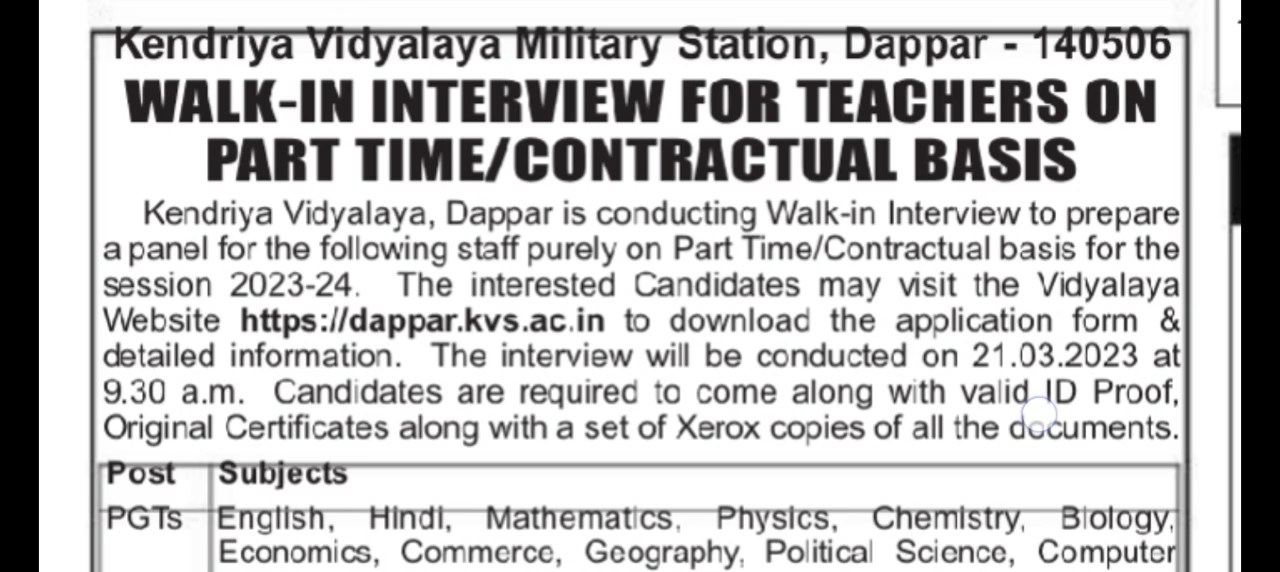 Kendriya Vidyalaya Military Station, Dappar - 140506
WALK-IN INTERVIEW FOR TEACHERS ON
PART TIME/CONTRACTUAL BASIS
Kendriya Vidyalaya, Dappar is conducting Walk-in Interview to prepare
a panel for the following staff purely on Part Time/Contractual basis for the
session 2023-24. The interested Candidates may visit the Vidyalaya
Website https://dappar.kvs.ac.in to download the application form &
detailed information. The interview will be conducted on 21.03.2023 at
9.30 a.m. Candidates are required to come along with valid ID Proof,
Original Certificates along with a set of Xerox copies of all the documents.
Post Subjects
PGTs English, Hindi, Mathematics, Physics, Chemistry, Biology,
Economics, Commerce, Geography, Political Science, Computer